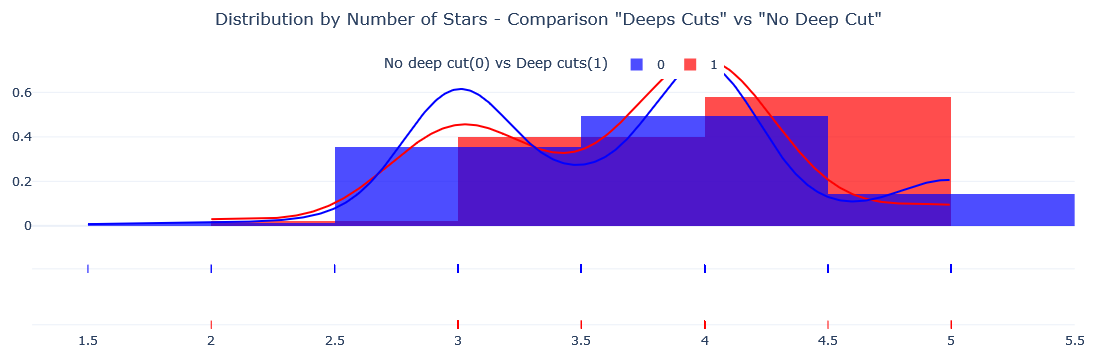 Distribution by Number of Stars - Comparison "Deeps Cuts" vs "No Deep Cut"
No deep cut(0) vs Deep cuts(1) 0 1
0.6
0.4
0.2
0
1.5 2 2.5 3 3.5 4 4.5 5 5.5